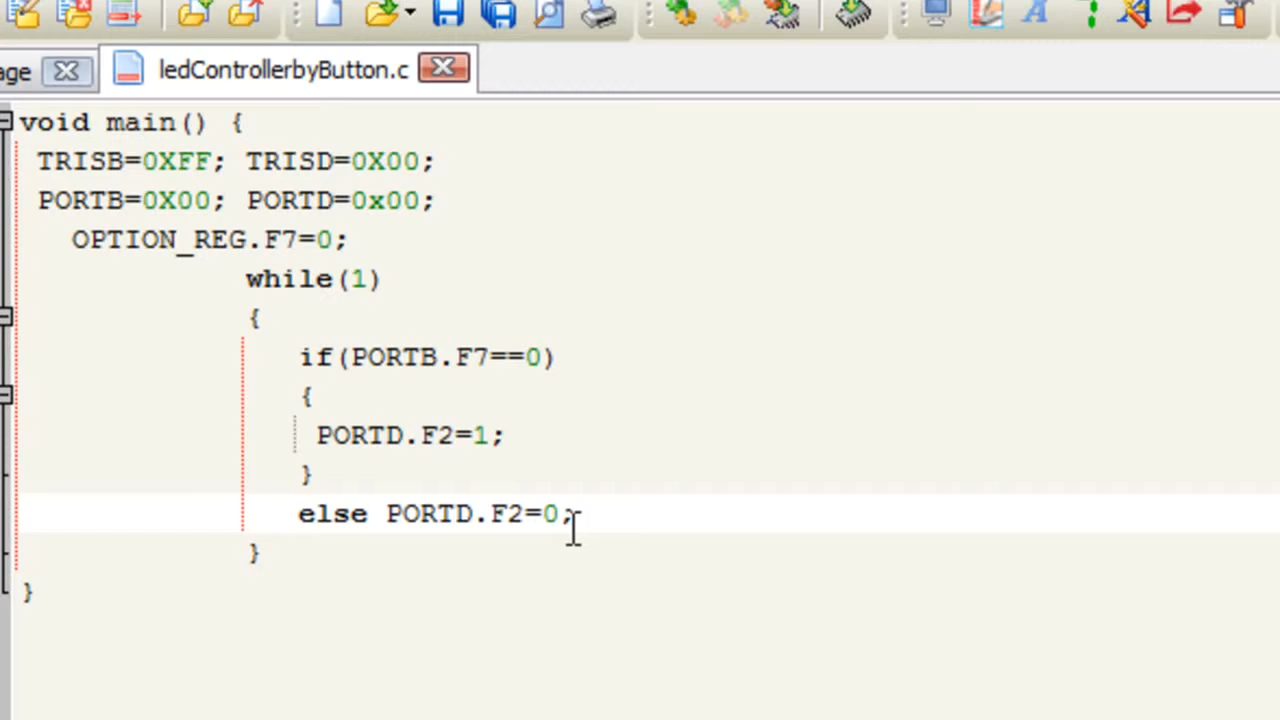 age ledControllerbyButton.c
void main() {
TRISB=0XFF; TRISD=0X00;
PORTB=0X00; PORTD=0x00;
OPTION_REG.F7=0;
while(1)
{
if(PORTB.F7==0)
{
PORTD.F2=1;
}
else PORTD.F2=0;
}
}